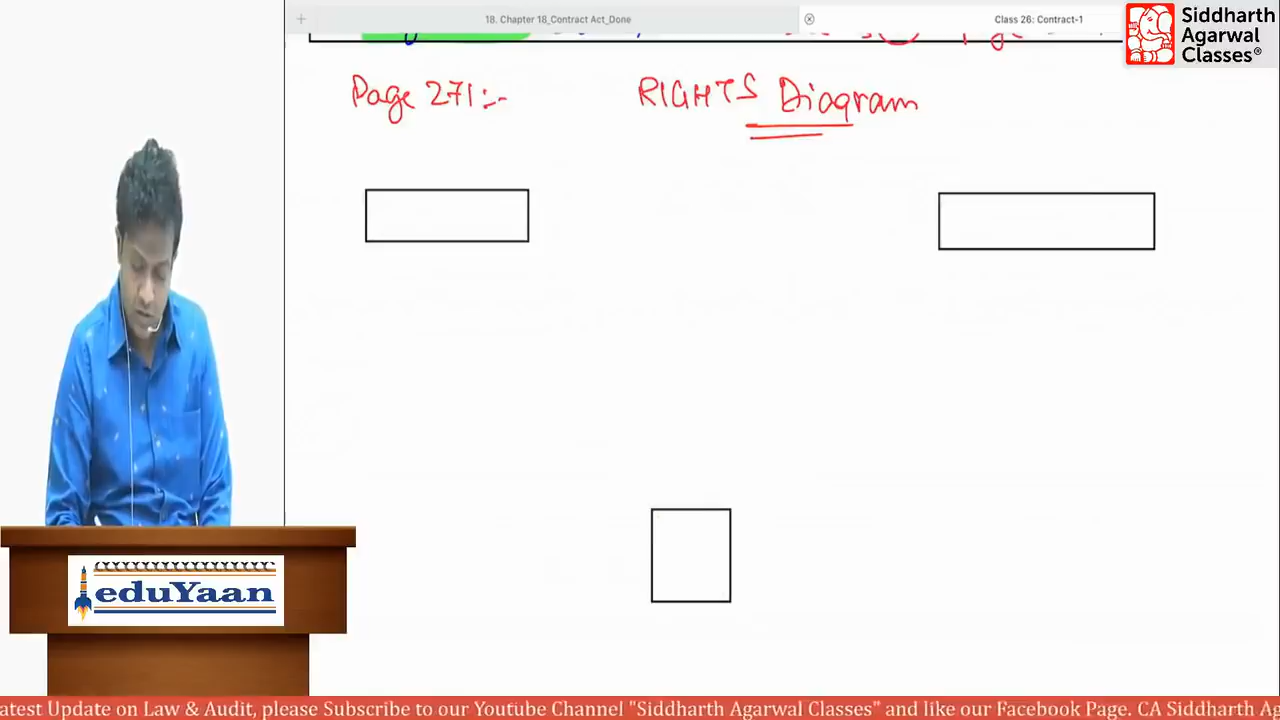 18. Chapter 18_Contract Act_Done
Class 26: Contract-1
Siddharth
Agarwal
Classes®
Page 271:-
RIGHTS Diagram
eduYaan
atest Update on Law & Audit, please Subscribe to our Youtube Channel "Siddharth Agarwal Classes" and like our Facebook Page. CA Siddharth Ag